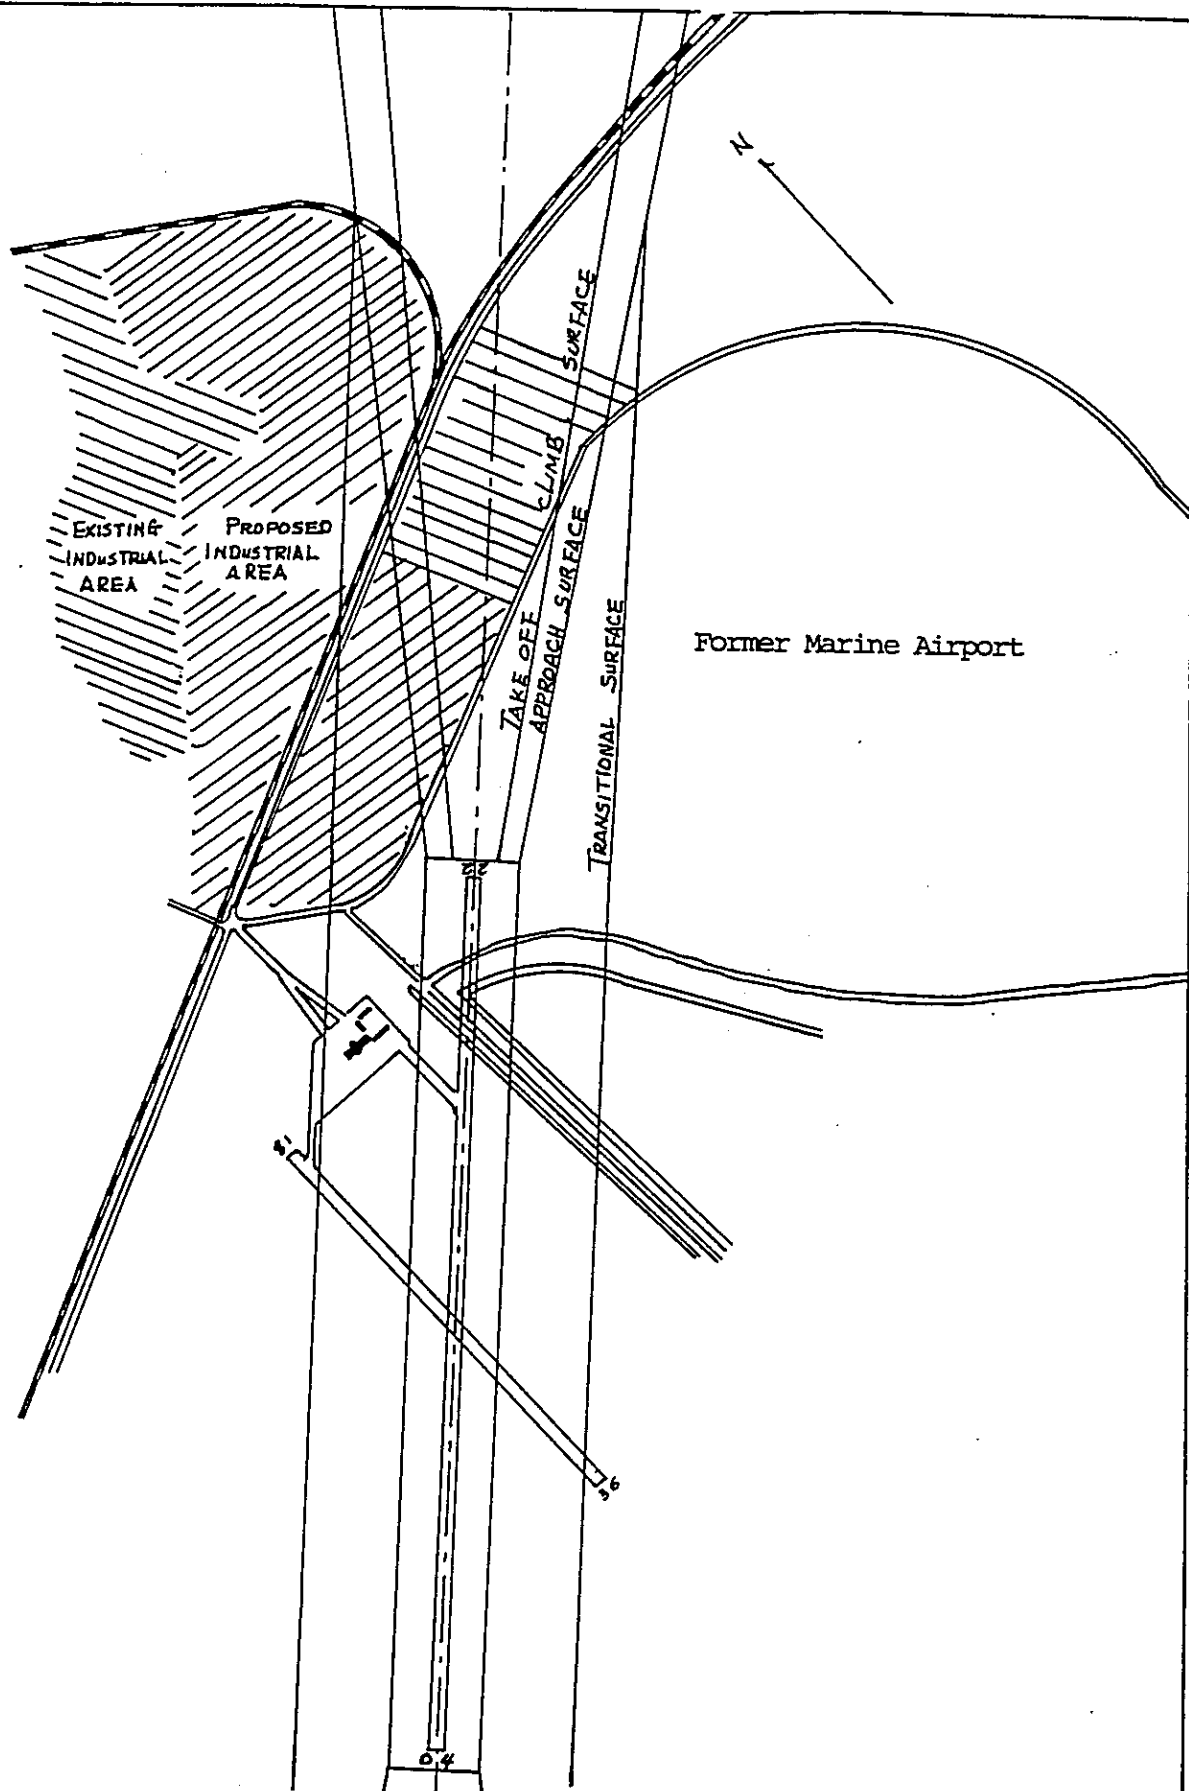 N
EXISTING
INDUSTRIAL
AREA
PROPOSED
INDUSTRIAL
AREA
TAKE OFF CLIMB SURFACE
APPROACH SURFACE
TRANSITIONAL SURFACE
Former Marine Airport
22
18
36
04